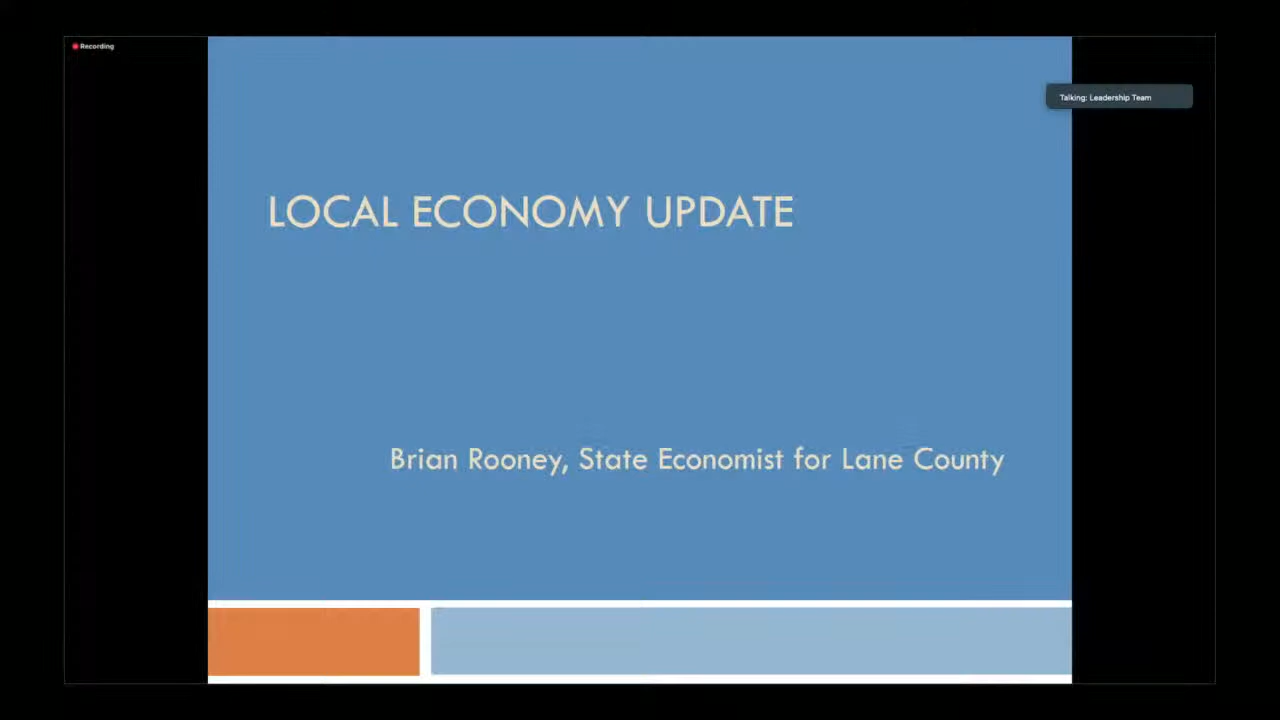 Recording
Talking: Leadership Team
LOCAL ECONOMY UPDATE
Brian Rooney, State Economist for Lane County